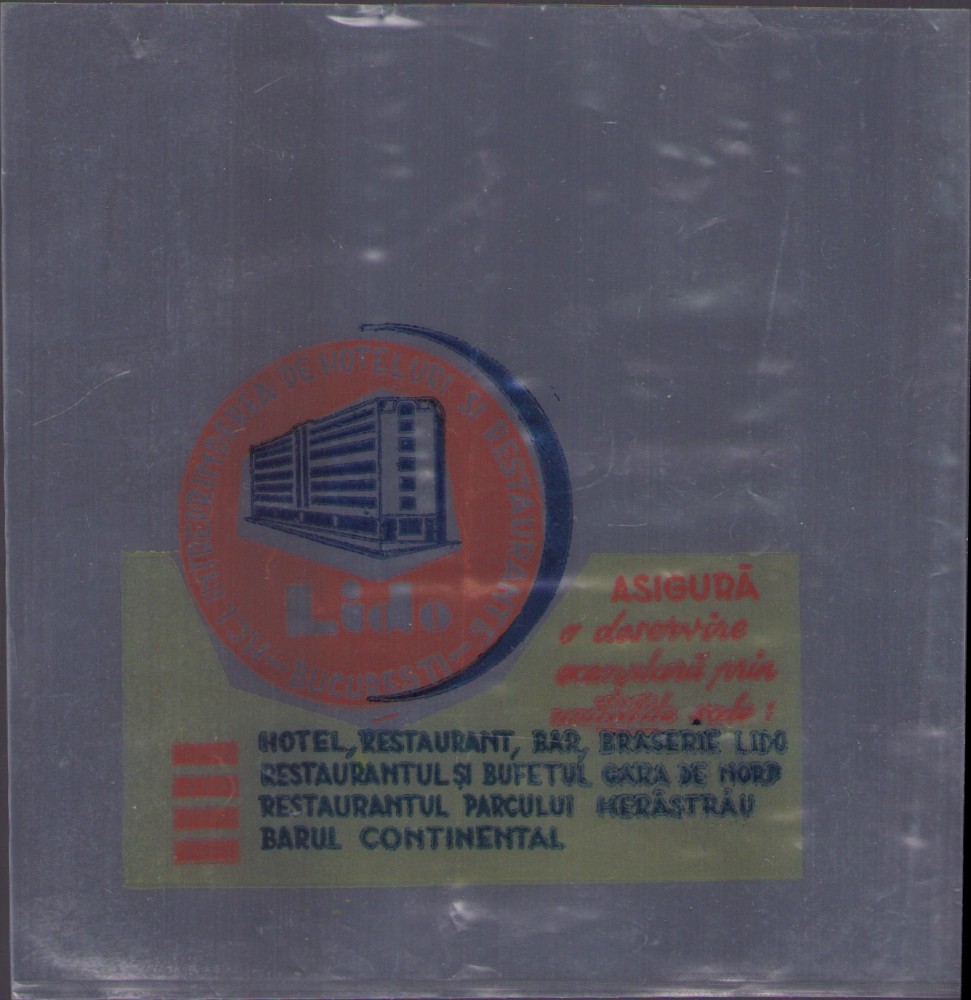 ÎNTREPRINDEREA DE HOTELURI ȘI RESTAURANTE
BUCUREȘTI
Lido
ASIGURĂ
o deservire
exemplară prin
unitățile sale :
HOTEL, RESTAURANT, BAR, BRASERIE LIDO
RESTAURANTUL ȘI BUFETUL GARA DE NORD
RESTAURANTUL PARCULUI HERĂSTRĂU
BARUL CONTINENTAL